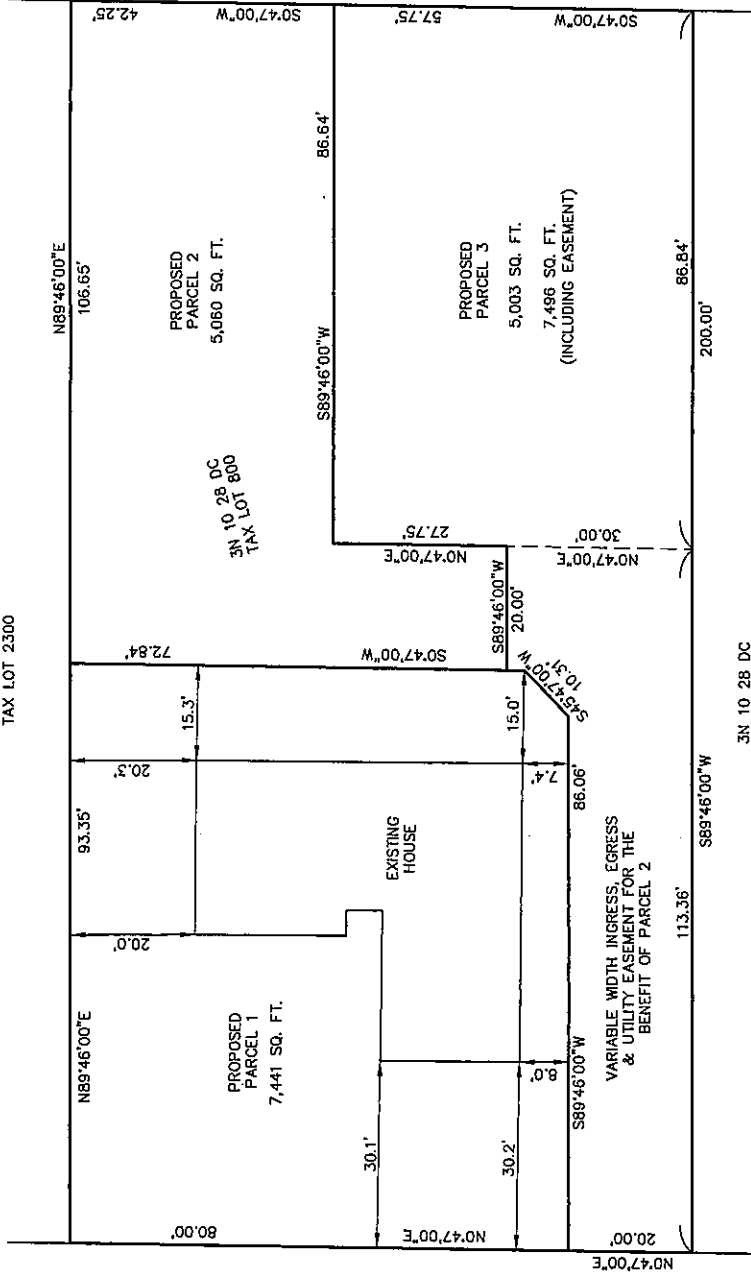 TAX LOT 2300
N89°46'00"E
93.35'
N89°46'00"E
106.65'
42.25'
S0°47'00"W
57.75'
S0°47'00"W
80.00'
N0°47'00"E
20.00'
N0°47'00"E
20.0'
20.3'
15.3'
72.84'
S0°47'00"W
PROPOSED
PARCEL 1
7,441 SQ. FT.
EXISTING
HOUSE
30.1'
30.2'
8.0'
7.4'
15.0'
S89°46'00"W
86.06'
S45°47'00"W
10.31'
3N 10 28 DC
TAX LOT 800
PROPOSED
PARCEL 2
5,060 SQ. FT.
S89°46'00"W
86.64'
27.75'
N0°47'00"E
S89°46'00"W
20.00'
30.00'
N0°47'00"E
PROPOSED
PARCEL 3
5,003 SQ. FT.
7,496 SQ. FT.
(INCLUDING EASEMENT)
VARIABLE WIDTH INGRESS, EGRESS
& UTILITY EASEMENT FOR THE
BENEFIT OF PARCEL 2
113.36'
86.84'
S89°46'00"W
200.00'
3N 10 28 DC